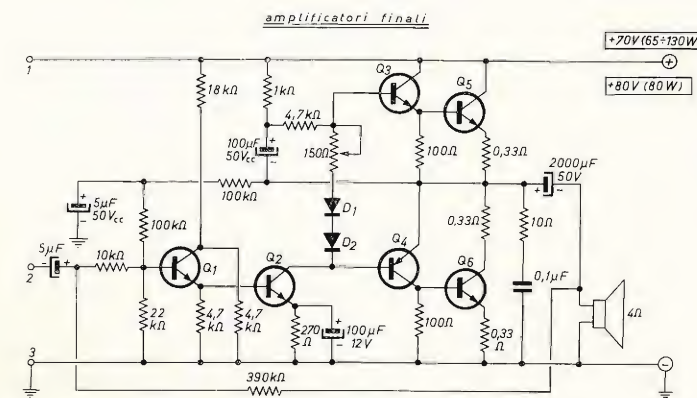 amplificatori finali
+70V (65÷130W
+80V (80W)
1
18kΩ
1kΩ
4,7kΩ
Q3
Q5
+
100µF
50Vcc
+
-
150Ω
100Ω
0,33Ω
2000µF
50V
+
-
5µF
50Vcc
+
-
100kΩ
100kΩ
D1
D2
0,33Ω
10Ω
5µF
2
-
+
10kΩ
Q1
Q2
Q4
Q6
0,1µF
4Ω
22
kΩ
4,7
kΩ
4,7
kΩ
270
Ω
+
-
100µF
12V
100Ω
0,33
Ω
3
-
390kΩ